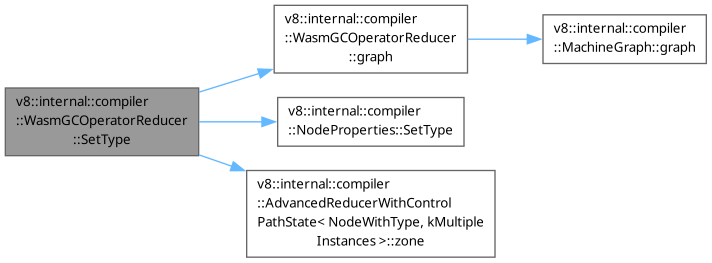 v8::internal::compiler
::WasmGCOperatorReducer
::SetType
v8::internal::compiler
::WasmGCOperatorReducer
::graph
v8::internal::compiler
::MachineGraph::graph
v8::internal::compiler
::NodeProperties::SetType
v8::internal::compiler
::AdvancedReducerWithControl
PathState< NodeWithType, kMultiple
Instances >::zone